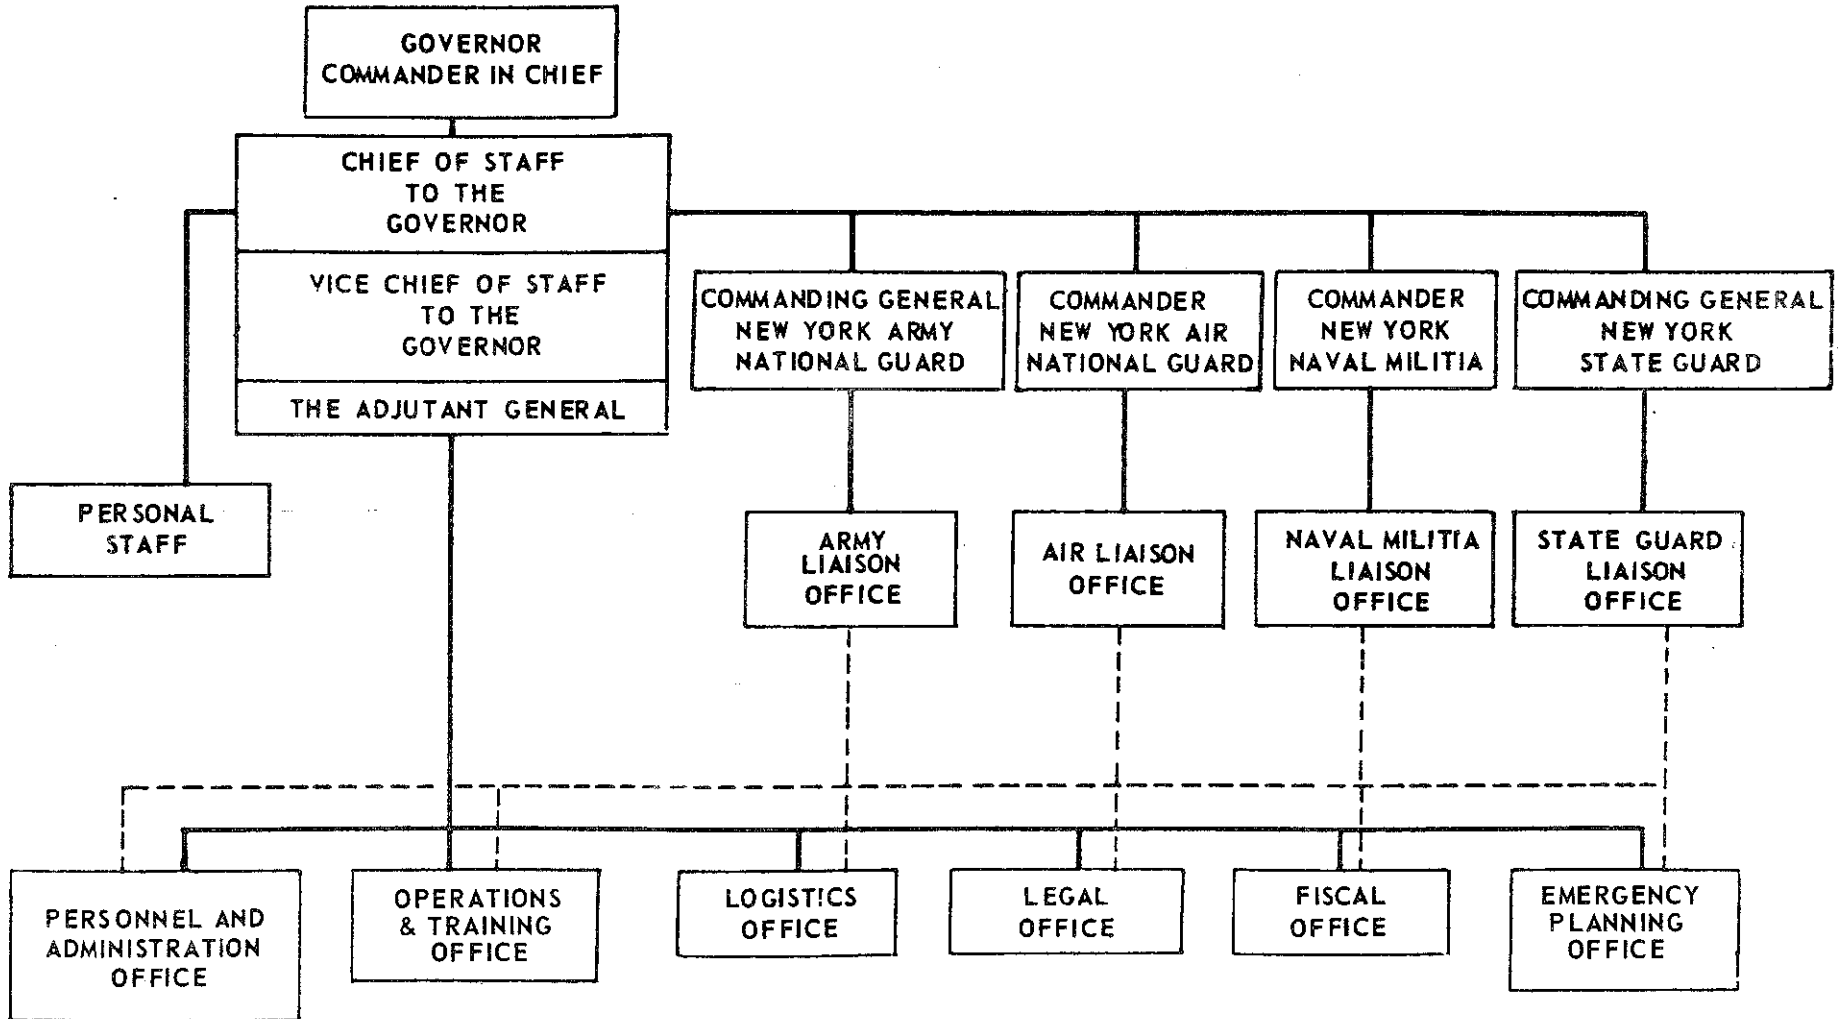 GOVERNOR
COMMANDER IN CHIEF
CHIEF OF STAFF
TO THE
GOVERNOR
VICE CHIEF OF STAFF
TO THE
GOVERNOR
THE ADJUTANT GENERAL
COMMANDING GENERAL
NEW YORK ARMY
NATIONAL GUARD
COMMANDER
NEW YORK AIR
NATIONAL GUARD
COMMANDER
NEW YORK
NAVAL MILITIA
COMMANDING GENERAL
NEW YORK
STATE GUARD
PERSONAL
STAFF
ARMY
LIAISON
OFFICE
AIR LIAISON
OFFICE
NAVAL MILITIA
LIAISON
OFFICE
STATE GUARD
LIAISON
OFFICE
PERSONNEL AND
ADMINISTRATION
OFFICE
OPERATIONS
& TRAINING
OFFICE
LOGISTICS
OFFICE
LEGAL
OFFICE
FISCAL
OFFICE
EMERGENCY
PLANNING
OFFICE